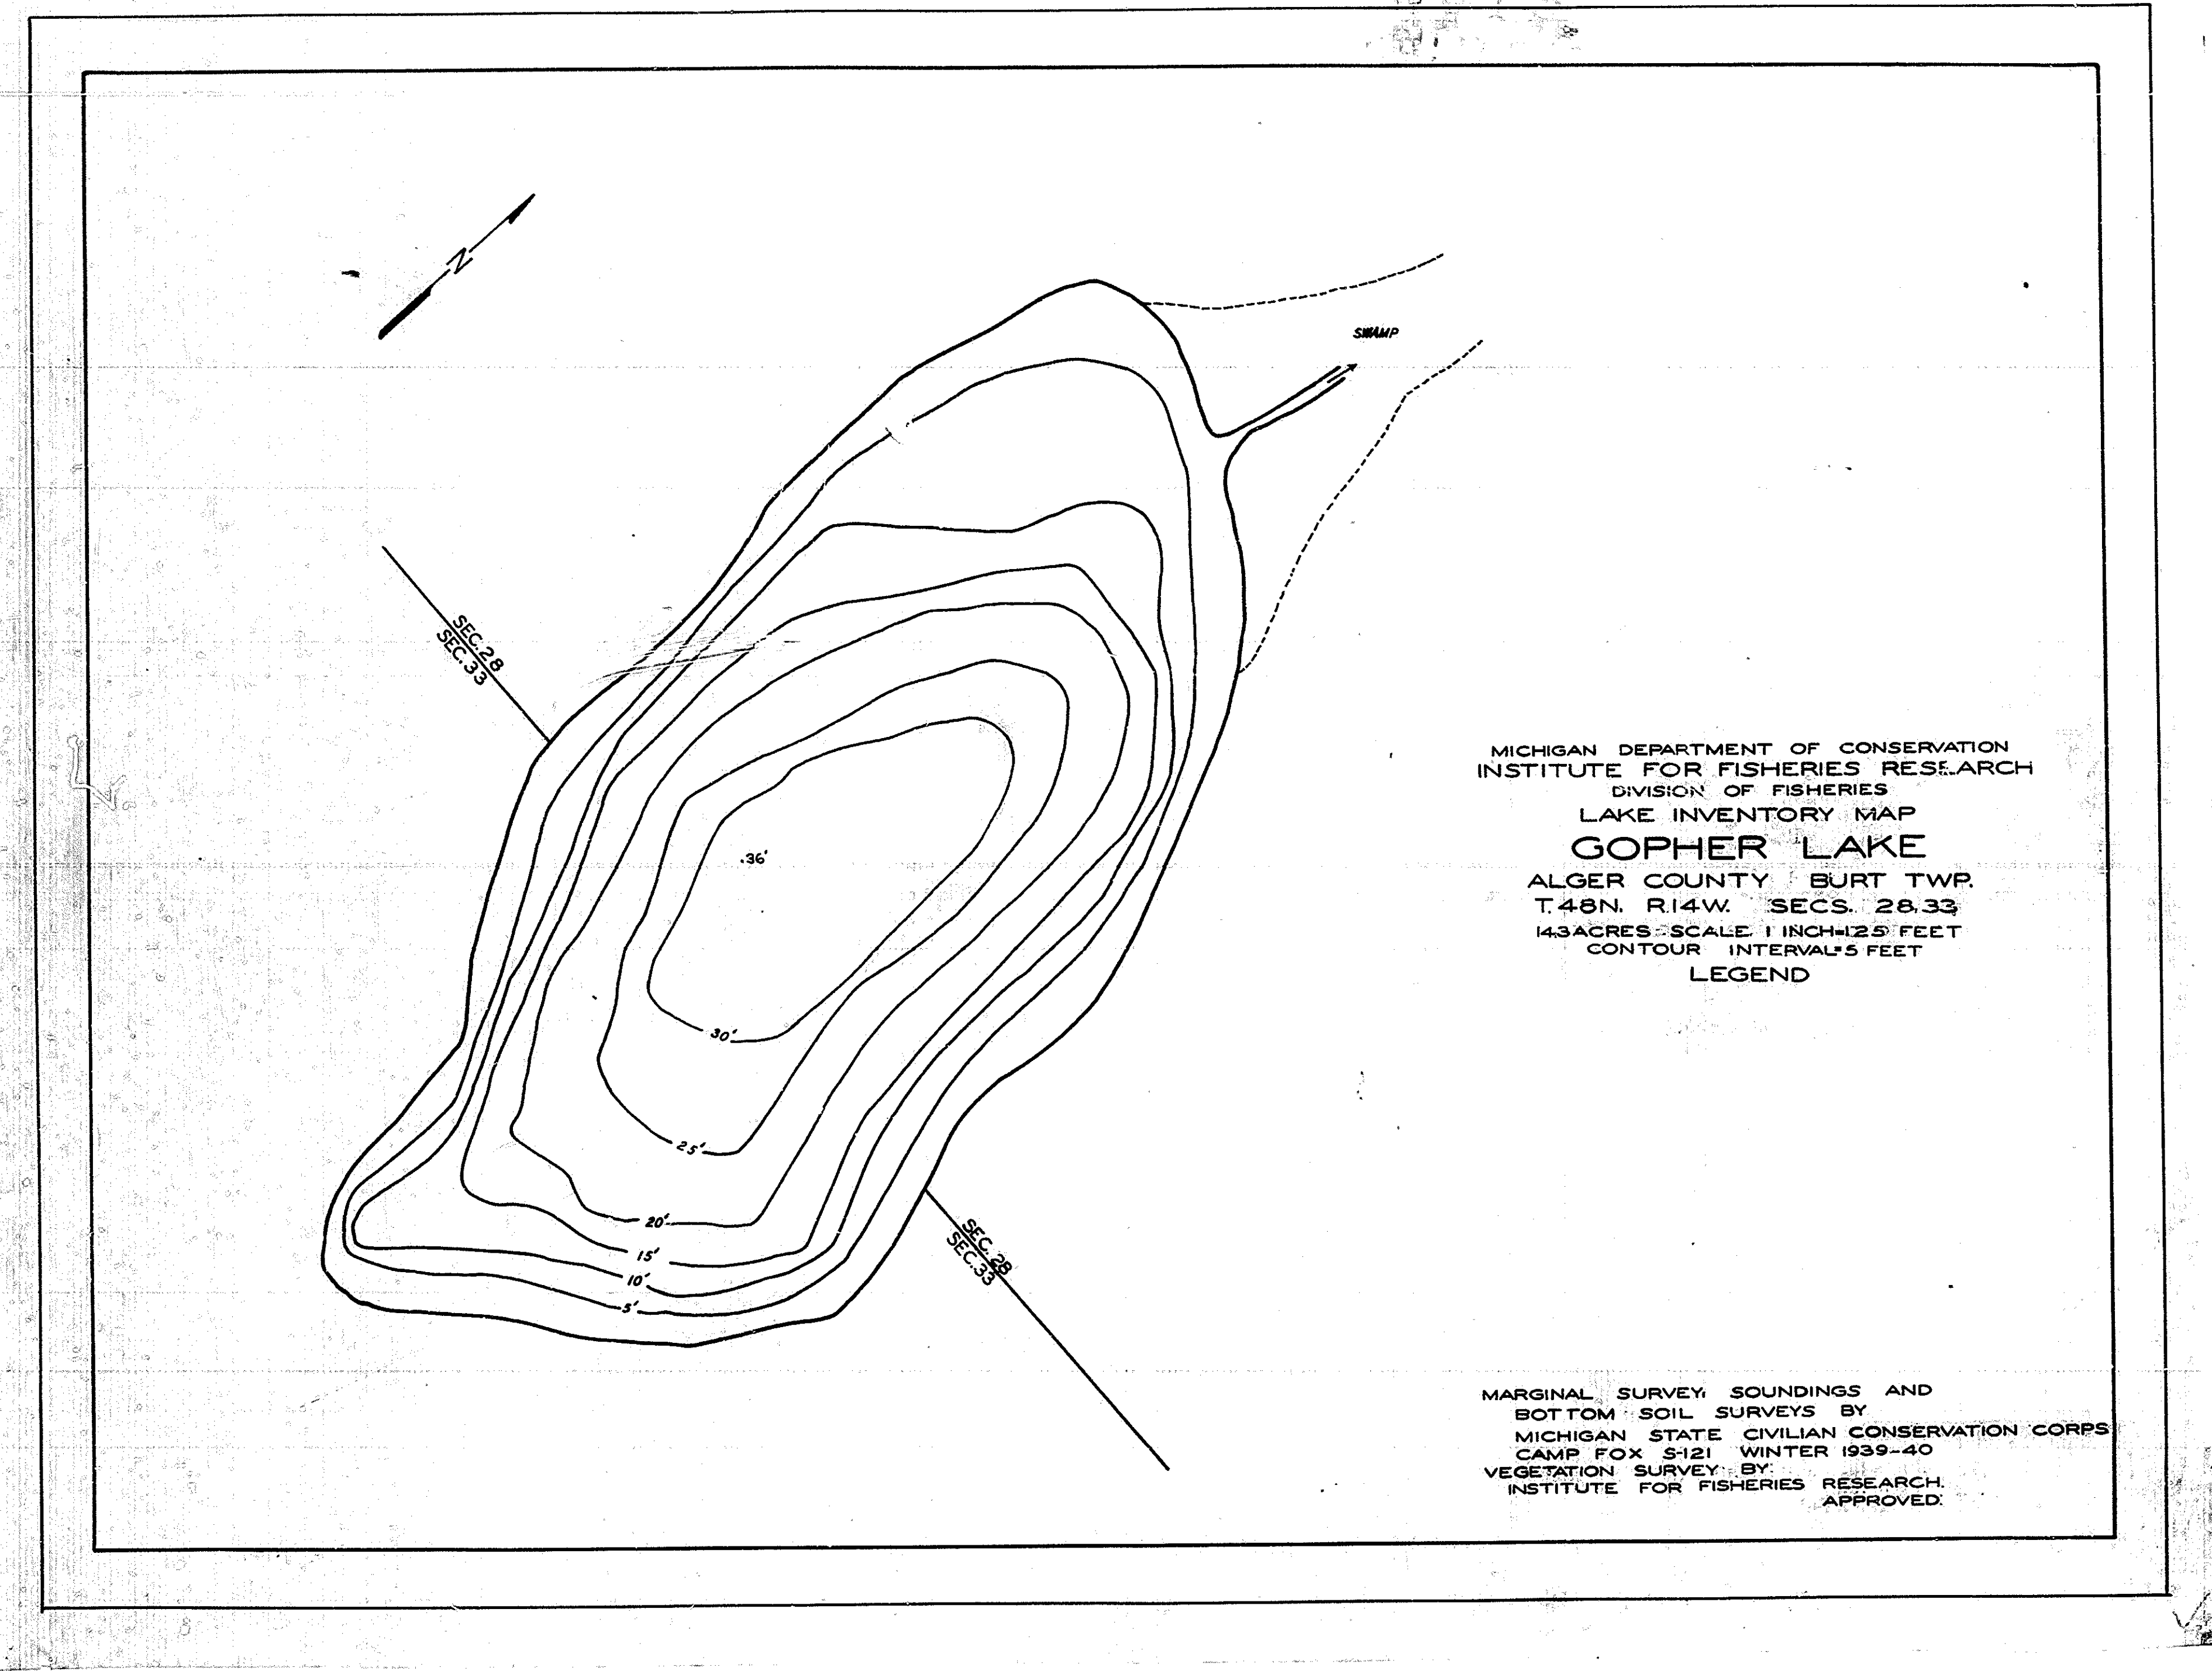 N
SWAMP
SEC. 28
SEC. 33
.36'
30'
25'
20'
15'
10'
5'
SEC. 28
SEC. 33
MICHIGAN DEPARTMENT OF CONSERVATION
INSTITUTE FOR FISHERIES RESEARCH
DIVISION OF FISHERIES
LAKE INVENTORY MAP
GOPHER LAKE
ALGER COUNTY BURT TWP.
T.48N. R.14W. SECS. 28,33
14.3 ACRES SCALE 1 INCH=125 FEET
CONTOUR INTERVAL=5 FEET
LEGEND
MARGINAL SURVEY, SOUNDINGS AND
BOTTOM SOIL SURVEYS BY
MICHIGAN STATE CIVILIAN CONSERVATION CORPS
CAMP FOX S-121 WINTER 1939-40
VEGETATION SURVEY BY
INSTITUTE FOR FISHERIES RESEARCH.
APPROVED: